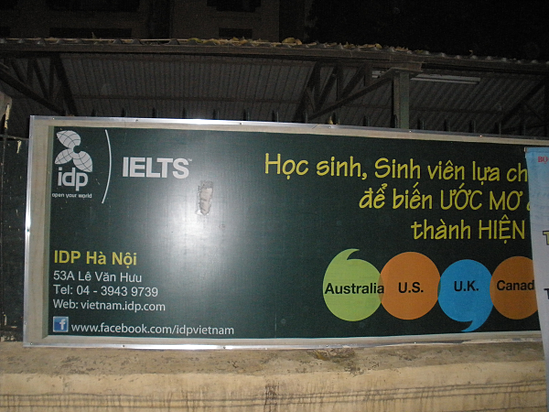 idp
open your world
IELTS™
Học sinh, Sinh viên lựa ch
để biến ƯỚC MƠ
thành HIỆN
IDP Hà Nội
53A Lê Văn Hưu
Tel: 04 - 3943 9739
Web: vietnam.idp.com
f www.facebook.com/idpvietnam
Australia U.S. U.K. Canad